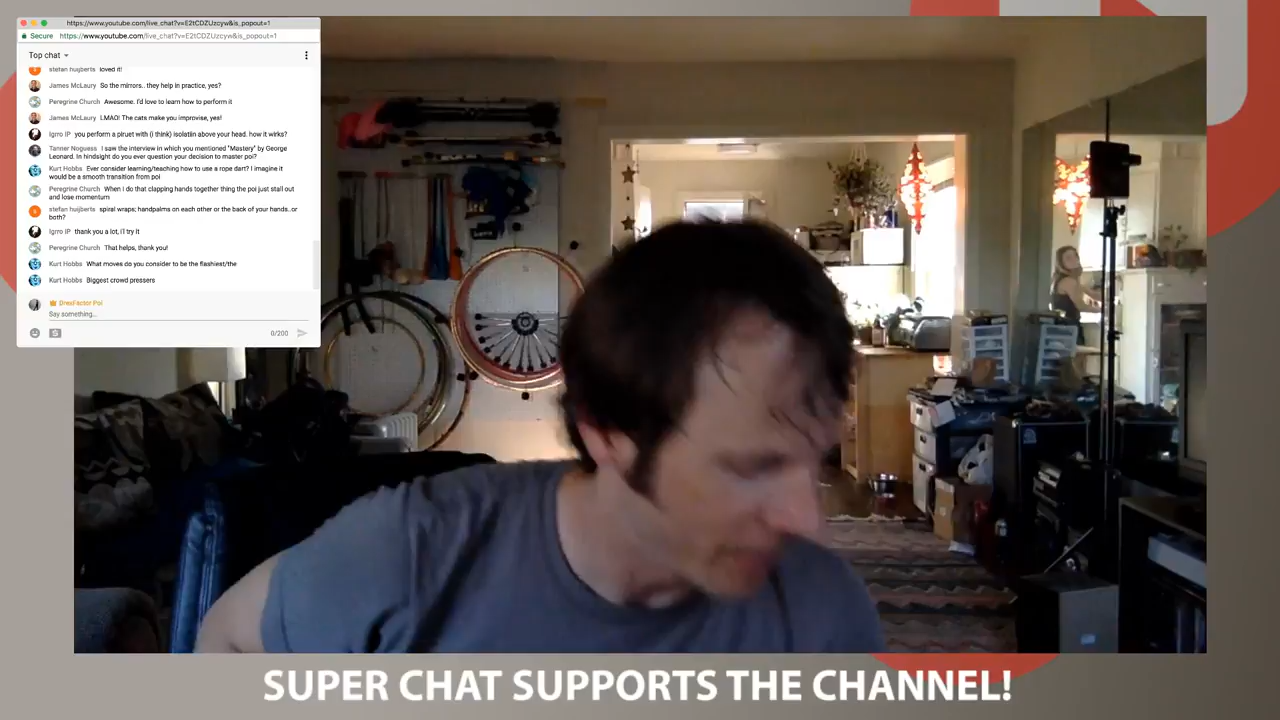 https://www.youtube.com/live_chat?v=E2tCDZUzcyw&is_popout=1
Secure https://www.youtube.com/live_chat?v=E2tCDZUzcyw&is_popout=1
Top chat
stefan huijberts loved it!
James McLaury So the mirrors.. they help in practice, yes?
Peregrine Church Awesome. I'd love to learn how to perform it
James McLaury LMAO! The cats make you improvise, yes!
Igrro IP you perform a piruet with (i think) isolatiin above your head. how it wirks?
Tanner Noguess I saw the interview in which you mentioned "Mastery" by George
Leonard. In hindsight do you ever question your decision to master poi?
Kurt Hobbs Ever consider learning/teaching how to use a rope dart? I imagine it
would be a smooth transition from poi
Peregrine Church When I do that clapping hands together thing the poi just stall out
and lose momentum
stefan huijberts spiral wraps; handpalms on each other or the back of your hands..or
both?
Igrro IP thank you a lot, i'l try it
Peregrine Church That helps, thank you!
Kurt Hobbs What moves do you consider to be the flashiest/the
Kurt Hobbs Biggest crowd pressers
DrexFactor Poi
Say something...
0/200
SUPER CHAT SUPPORTS THE CHANNEL!